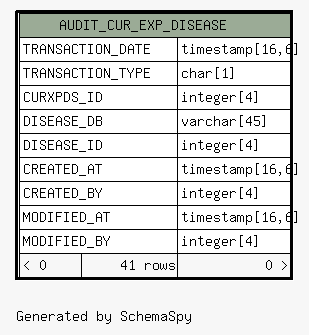 AUDIT_CUR_EXP_DISEASE
TRANSACTION_DATE timestamp[16,6]
TRANSACTION_TYPE char[1]
CURXPDS_ID integer[4]
DISEASE_DB varchar[45]
DISEASE_ID integer[4]
CREATED_AT timestamp[16,6]
CREATED_BY integer[4]
MODIFIED_AT timestamp[16,6]
MODIFIED_BY integer[4]
< 0 41 rows 0 >
Generated by SchemaSpy